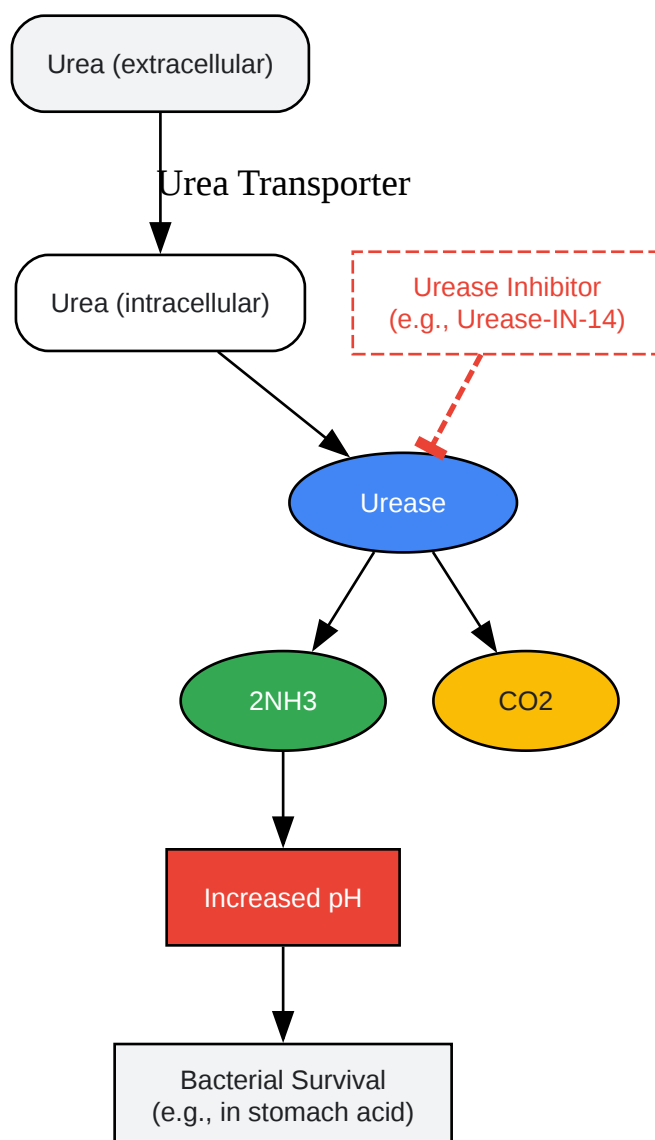 Urea (extracellular)
Urea Transporter
Urea (intracellular)
Urease Inhibitor
(e.g., Urease-IN-14)
Urease
2NH3
CO2
Increased pH
Bacterial Survival
(e.g., in stomach acid)